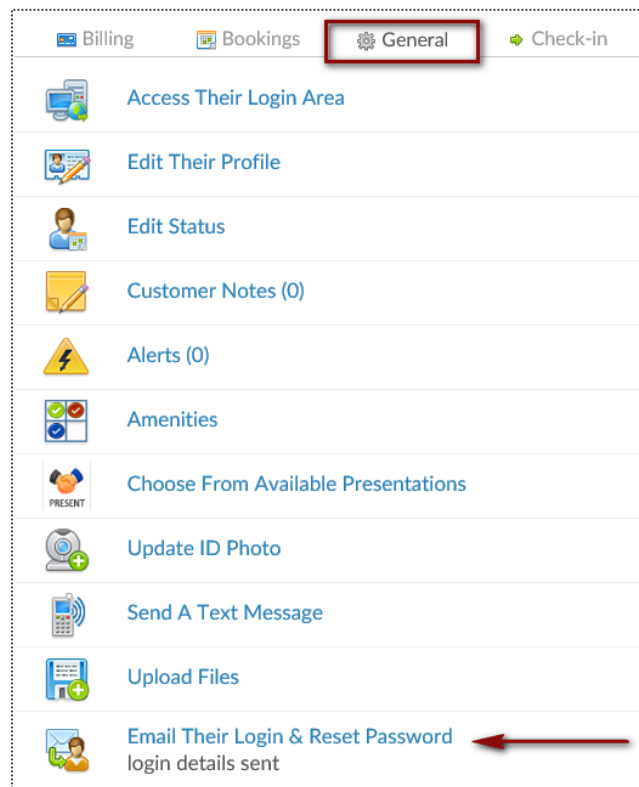 Billing Bookings General Check-in
Access Their Login Area
Edit Their Profile
Edit Status
Customer Notes (0)
Alerts (0)
Amenities
PRESENT
Choose From Available Presentations
Update ID Photo
Send A Text Message
Upload Files
Email Their Login & Reset Password
login details sent